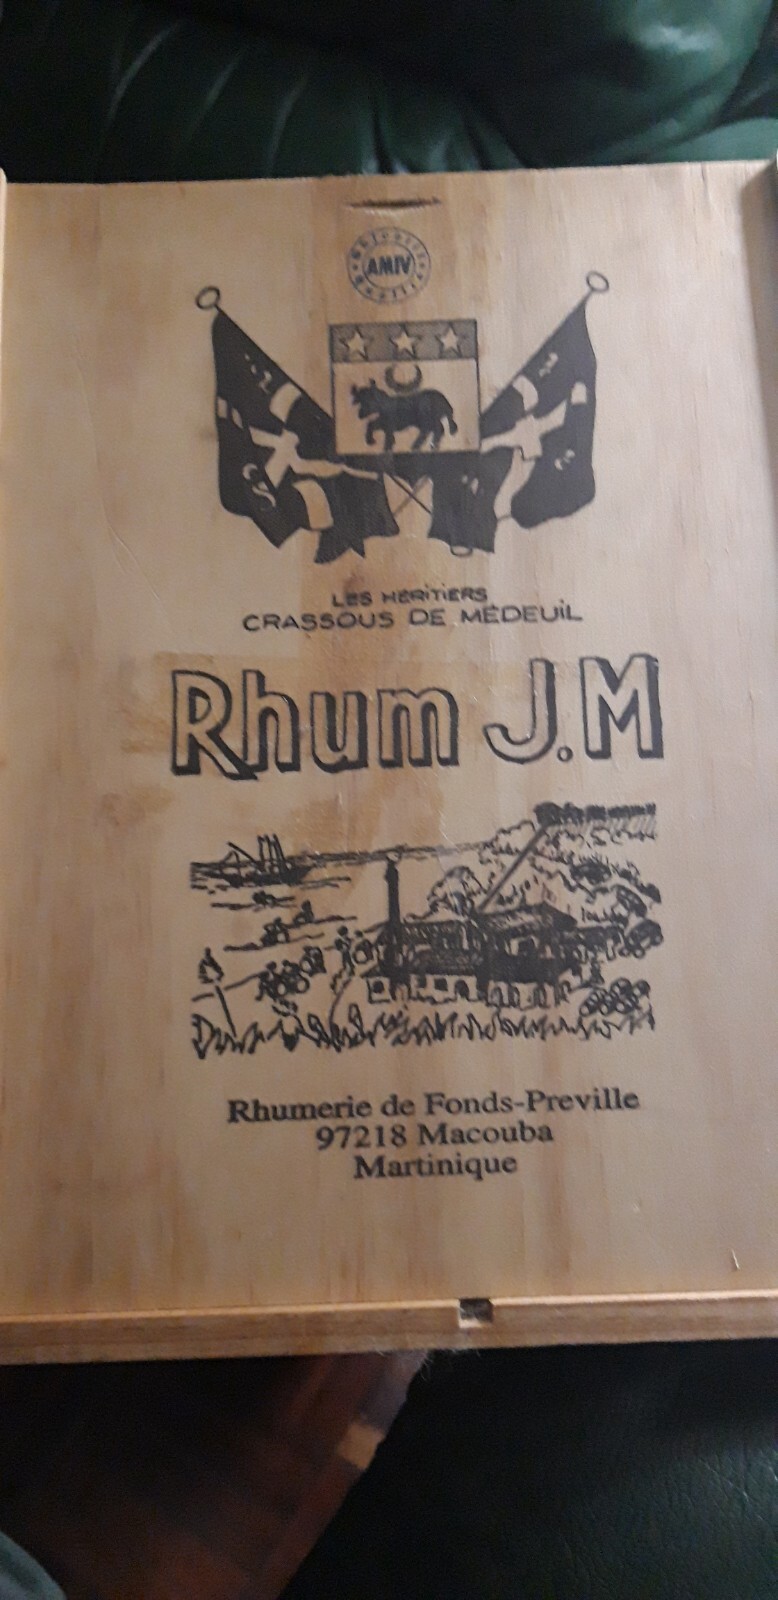 AMIV
LES HÉRITIERS
CRASSOUS DE MÉDEUIL
Rhum J.M
Rhumerie de Fonds-Preville
97218 Macouba
Martinique